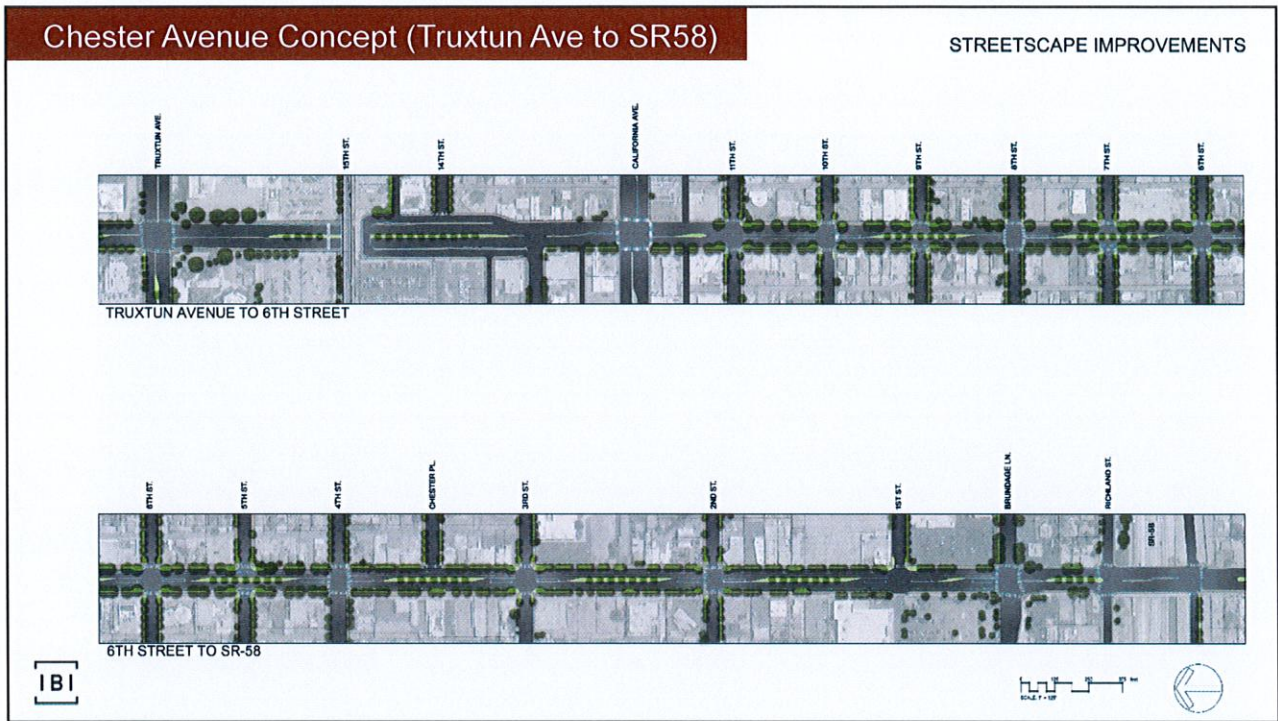 Chester Avenue Concept (Truxtun Ave to SR58)
STREETSCAPE IMPROVEMENTS
TRUXTUN AVE.
15TH ST.
14TH ST.
CALIFORNIA AVE.
11TH ST.
10TH ST.
9TH ST.
8TH ST.
7TH ST.
6TH ST.
TRUXTUN AVENUE TO 6TH STREET
6TH ST.
5TH ST.
4TH ST.
CHESTER PL.
3RD ST.
2ND ST.
1ST ST.
BRUNDAGE LN.
RICHLAND ST.
SR-58
6TH STREET TO SR-58
IBI